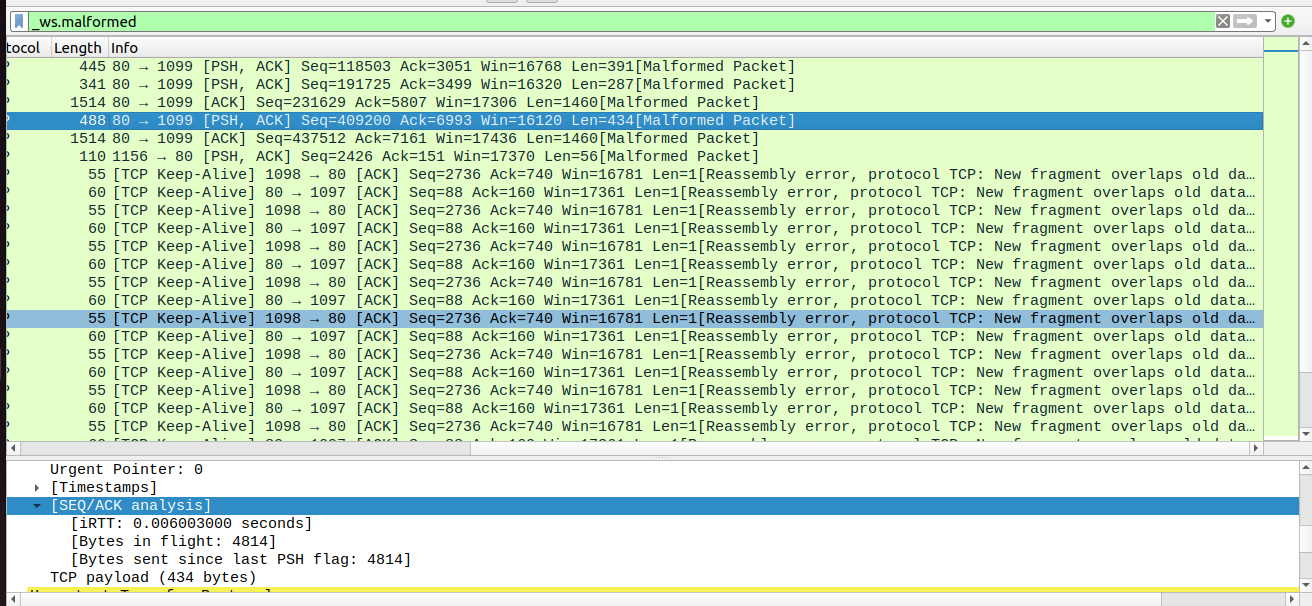 _ws.malformed
tocol Length Info
445 80 → 1099 [PSH, ACK] Seq=118503 Ack=3051 Win=16768 Len=391[Malformed Packet]
341 80 → 1099 [PSH, ACK] Seq=191725 Ack=3499 Win=16320 Len=287[Malformed Packet]
1514 80 → 1099 [ACK] Seq=231629 Ack=5807 Win=17306 Len=1460[Malformed Packet]
488 80 → 1099 [PSH, ACK] Seq=409200 Ack=6993 Win=16120 Len=434[Malformed Packet]
1514 80 → 1099 [ACK] Seq=437512 Ack=7161 Win=17436 Len=1460[Malformed Packet]
110 1156 → 80 [PSH, ACK] Seq=2426 Ack=151 Win=17370 Len=56[Malformed Packet]
55 [TCP Keep-Alive] 1098 → 80 [ACK] Seq=2736 Ack=740 Win=16781 Len=1[Reassembly error, protocol TCP: New fragment overlaps old da…
60 [TCP Keep-Alive] 80 → 1097 [ACK] Seq=88 Ack=160 Win=17361 Len=1[Reassembly error, protocol TCP: New fragment overlaps old data…
55 [TCP Keep-Alive] 1098 → 80 [ACK] Seq=2736 Ack=740 Win=16781 Len=1[Reassembly error, protocol TCP: New fragment overlaps old da…
60 [TCP Keep-Alive] 80 → 1097 [ACK] Seq=88 Ack=160 Win=17361 Len=1[Reassembly error, protocol TCP: New fragment overlaps old data…
55 [TCP Keep-Alive] 1098 → 80 [ACK] Seq=2736 Ack=740 Win=16781 Len=1[Reassembly error, protocol TCP: New fragment overlaps old da…
60 [TCP Keep-Alive] 80 → 1097 [ACK] Seq=88 Ack=160 Win=17361 Len=1[Reassembly error, protocol TCP: New fragment overlaps old data…
55 [TCP Keep-Alive] 1098 → 80 [ACK] Seq=2736 Ack=740 Win=16781 Len=1[Reassembly error, protocol TCP: New fragment overlaps old da…
60 [TCP Keep-Alive] 80 → 1097 [ACK] Seq=88 Ack=160 Win=17361 Len=1[Reassembly error, protocol TCP: New fragment overlaps old data…
55 [TCP Keep-Alive] 1098 → 80 [ACK] Seq=2736 Ack=740 Win=16781 Len=1[Reassembly error, protocol TCP: New fragment overlaps old da…
60 [TCP Keep-Alive] 80 → 1097 [ACK] Seq=88 Ack=160 Win=17361 Len=1[Reassembly error, protocol TCP: New fragment overlaps old data…
55 [TCP Keep-Alive] 1098 → 80 [ACK] Seq=2736 Ack=740 Win=16781 Len=1[Reassembly error, protocol TCP: New fragment overlaps old da…
60 [TCP Keep-Alive] 80 → 1097 [ACK] Seq=88 Ack=160 Win=17361 Len=1[Reassembly error, protocol TCP: New fragment overlaps old data…
55 [TCP Keep-Alive] 1098 → 80 [ACK] Seq=2736 Ack=740 Win=16781 Len=1[Reassembly error, protocol TCP: New fragment overlaps old da…
60 [TCP Keep-Alive] 80 → 1097 [ACK] Seq=88 Ack=160 Win=17361 Len=1[Reassembly error, protocol TCP: New fragment overlaps old data…
55 [TCP Keep-Alive] 1098 → 80 [ACK] Seq=2736 Ack=740 Win=16781 Len=1[Reassembly error, protocol TCP: New fragment overlaps old da…
Urgent Pointer: 0
[Timestamps]
[SEQ/ACK analysis]
[iRTT: 0.006003000 seconds]
[Bytes in flight: 4814]
[Bytes sent since last PSH flag: 4814]
TCP payload (434 bytes)